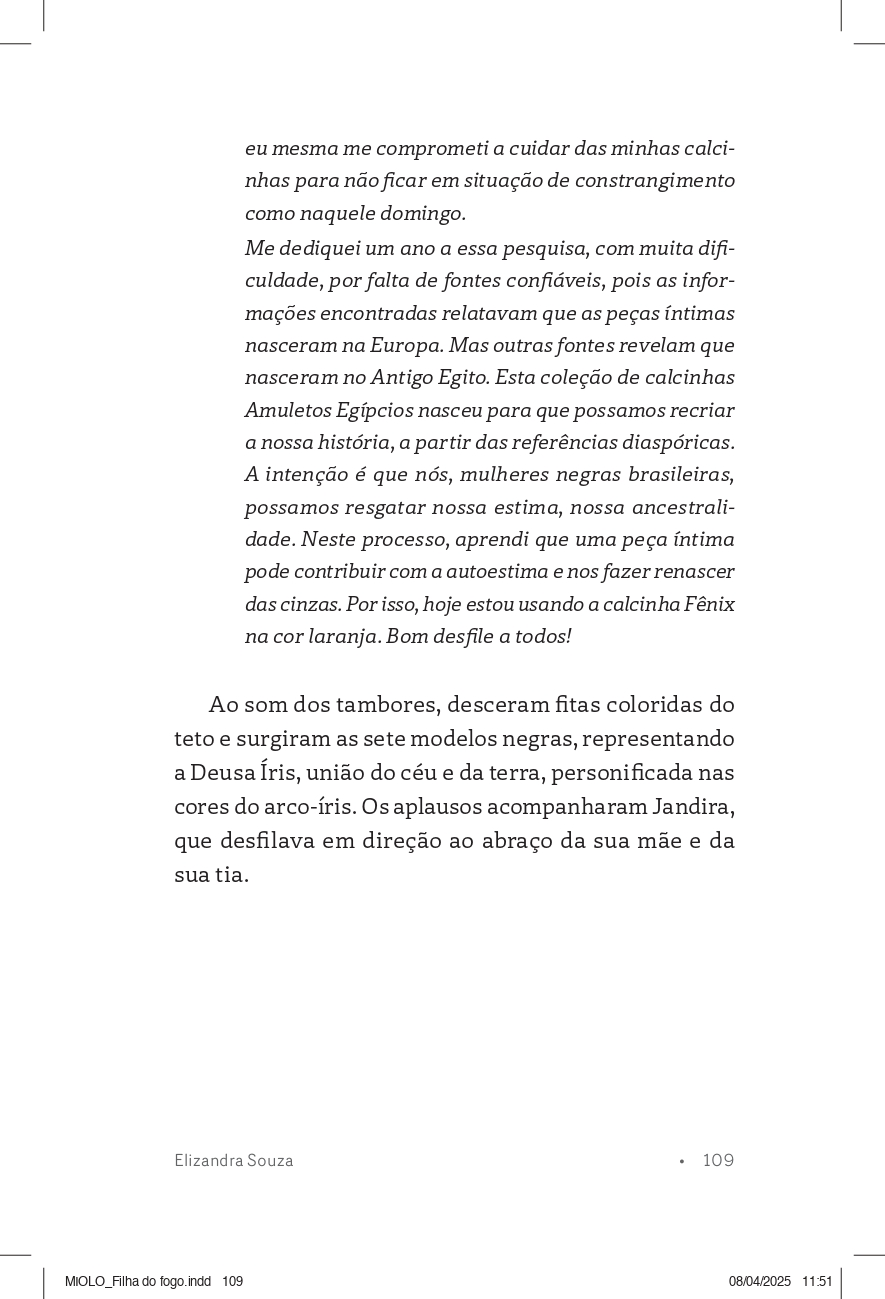 eu mesma me comprometi a cuidar das minhas calci-
nhas para não ficar em situação de constrangimento
como naquele domingo.
Me dediquei um ano a essa pesquisa, com muita difi-
culdade, por falta de fontes confiáveis, pois as infor-
mações encontradas relatavam que as peças íntimas
nasceram na Europa. Mas outras fontes revelam que
nasceram no Antigo Egito. Esta coleção de calcinhas
Amuletos Egípcios nasceu para que possamos recriar
a nossa história, a partir das referências diaspóricas.
A intenção é que nós, mulheres negras brasileiras,
possamos resgatar nossa estima, nossa ancestrali-
dade. Neste processo, aprendi que uma peça íntima
pode contribuir com a autoestima e nos fazer renascer
das cinzas. Por isso, hoje estou usando a calcinha Fênix
na cor laranja. Bom desfile a todos!
Ao som dos tambores, desceram fitas coloridas do
teto e surgiram as sete modelos negras, representando
a Deusa Íris, união do céu e da terra, personificada nas
cores do arco-íris. Os aplausos acompanharam Jandira,
que desfilava em direção ao abraço da sua mãe e da
sua tia.
Elizandra Souza • 109
MIOLO_Filha do fogo.indd 109 08/04/2025 11:51